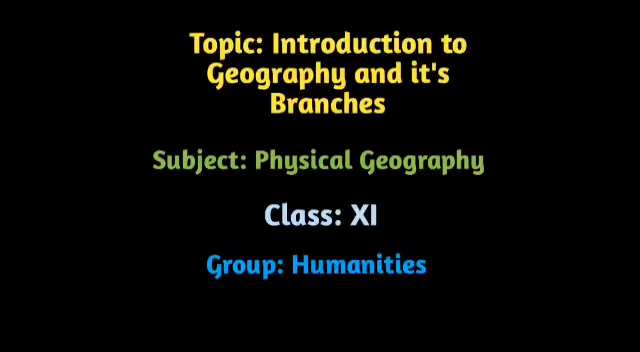 Topic: Introduction to
Geography and it's
Branches
Subject: Physical Geography
Class: XI
Group: Humanities